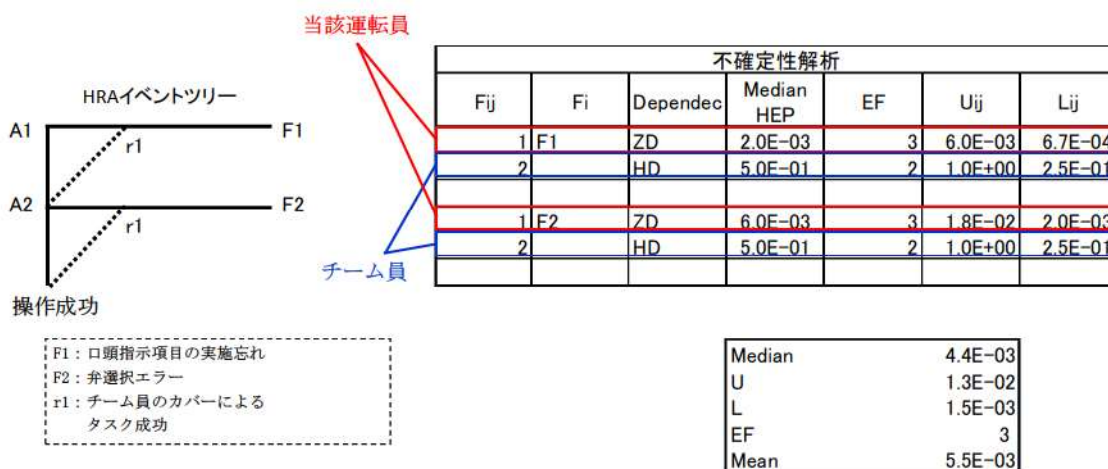 当該運転員
HRAイベントツリー
A1 F1
r1
A2 F2
r1
操作成功
チーム員
F1：口頭指示項目の実施忘れ
F2：弁選択エラー
r1：チーム員のカバーによる
タスク成功
不確定性解析
Fij Fi Dependec Median HEP EF Uij Lij
1 F1 ZD 2.0E-03 3 6.0E-03 6.7E-04
2 HD 5.0E-01 2 1.0E+00 2.5E-01
1 F2 ZD 6.0E-03 3 1.8E-02 2.0E-03
2 HD 5.0E-01 2 1.0E+00 2.5E-01
Median 4.4E-03
U 1.3E-02
L 1.5E-03
EF 3
Mean 5.5E-03